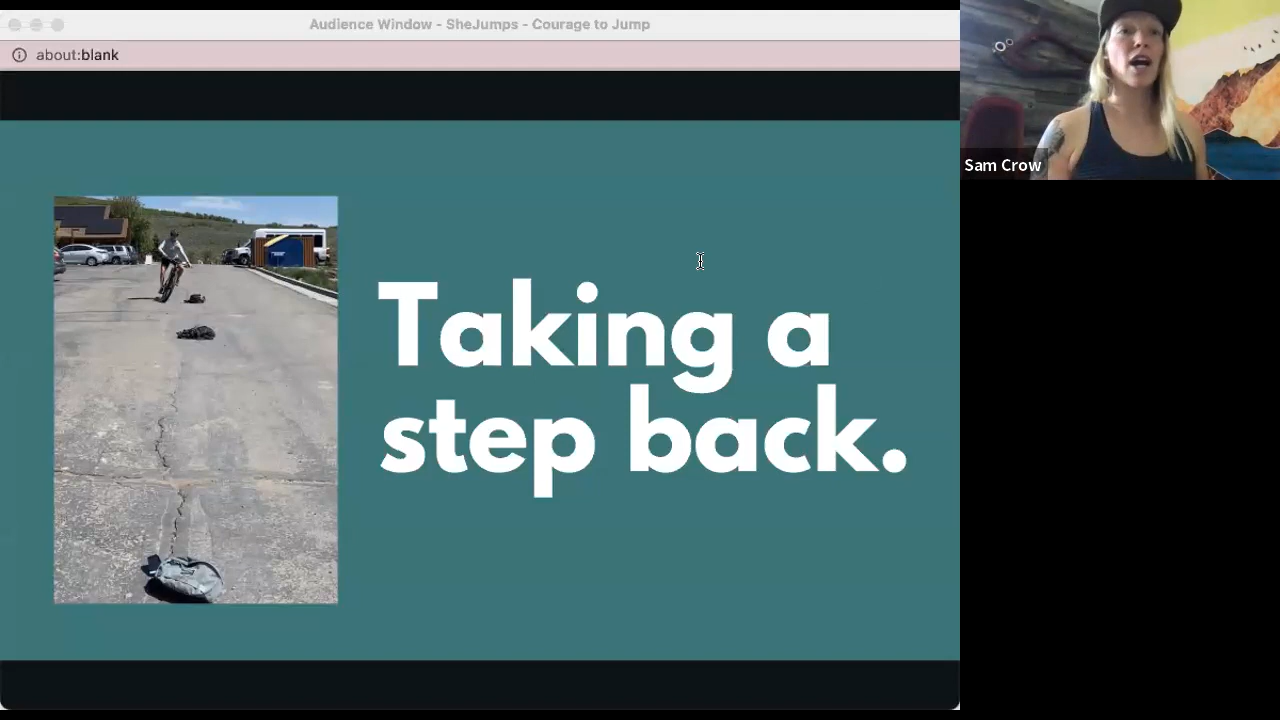 Audience Window - SheJumps - Courage to Jump
about:blank
Sam Crow
Taking a
step back.